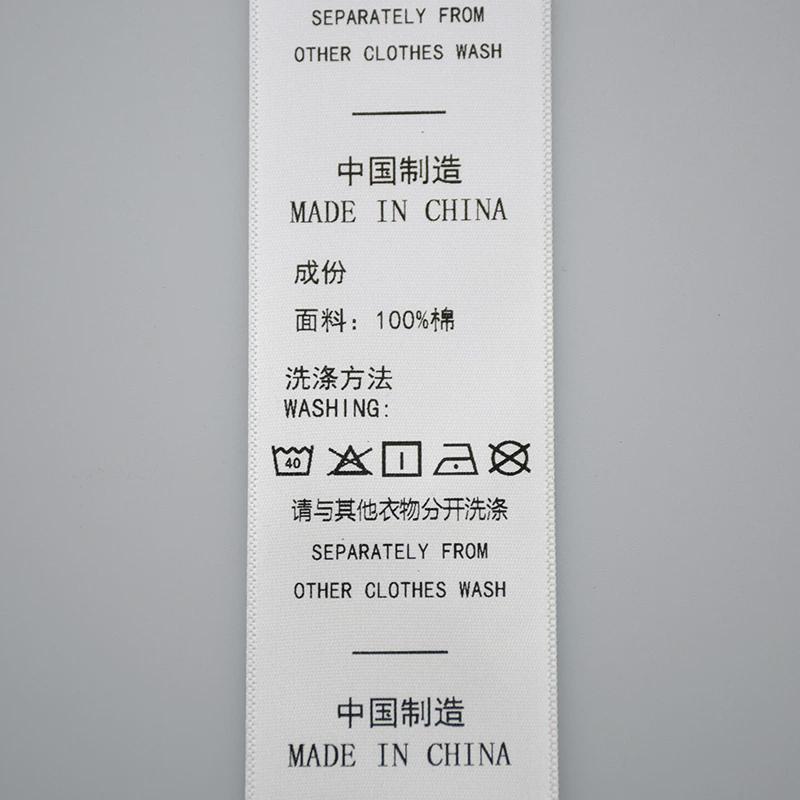 SEPARATELY FROM
OTHER CLOTHES WASH
中国制造
MADE IN CHINA
成份
面料：100%棉
洗涤方法
WASHING:
40
请与其他衣物分开洗涤
SEPARATELY FROM
OTHER CLOTHES WASH
中国制造
MADE IN CHINA